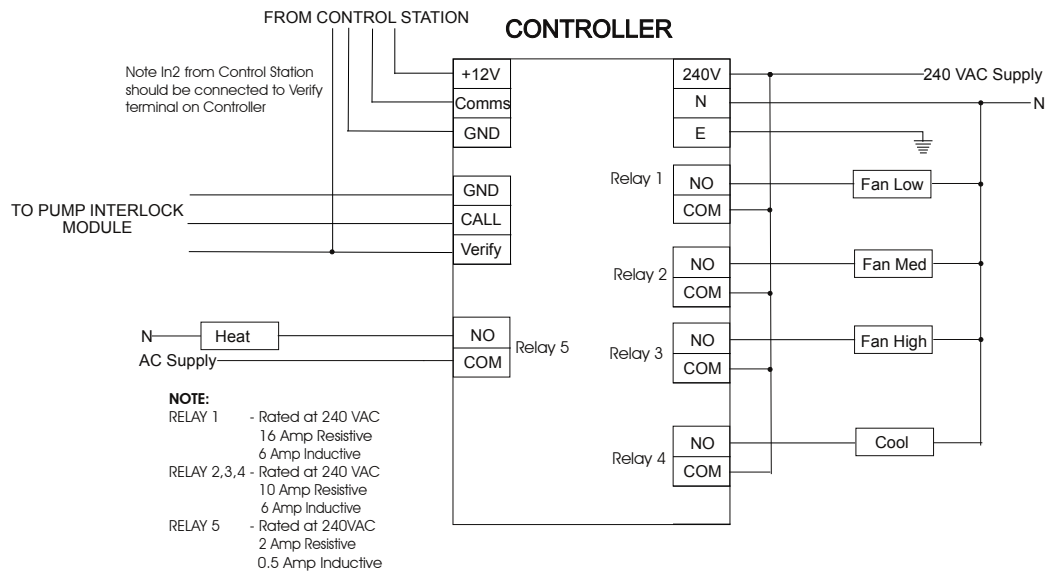 FROM CONTROL STATION
CONTROLLER
Note In2 from Control Station
should be connected to Verify
terminal on Controller
+12V
Comms
GND
240V
N
E
240 VAC Supply
N
TO PUMP INTERLOCK
MODULE
GND
CALL
Verify
Relay 1
NO
COM
Fan Low
Relay 2
NO
COM
Fan Med
N
Heat
AC Supply
NO
COM
Relay 5
Relay 3
NO
COM
Fan High
Relay 4
NO
COM
Cool
NOTE:
RELAY 1 - Rated at 240 VAC
16 Amp Resistive
6 Amp Inductive
RELAY 2,3,4 - Rated at 240 VAC
10 Amp Resistive
6 Amp Inductive
RELAY 5 - Rated at 240VAC
2 Amp Resistive
0.5 Amp Inductive